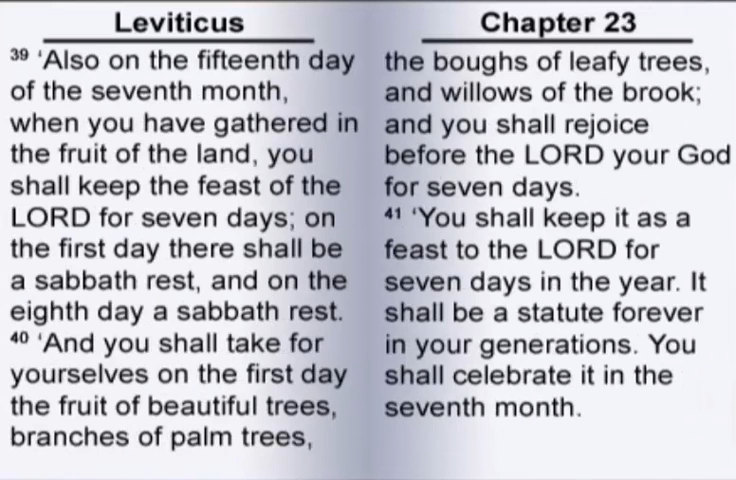 Leviticus
39 ‘Also on the fifteenth day
of the seventh month,
when you have gathered in
the fruit of the land, you
shall keep the feast of the
LORD for seven days; on
the first day there shall be
a sabbath rest, and on the
eighth day a sabbath rest.
40 ‘And you shall take for
yourselves on the first day
the fruit of beautiful trees,
branches of palm trees,
Chapter 23
the boughs of leafy trees,
and willows of the brook;
and you shall rejoice
before the LORD your God
for seven days.
41 ‘You shall keep it as a
feast to the LORD for
seven days in the year. It
shall be a statute forever
in your generations. You
shall celebrate it in the
seventh month.